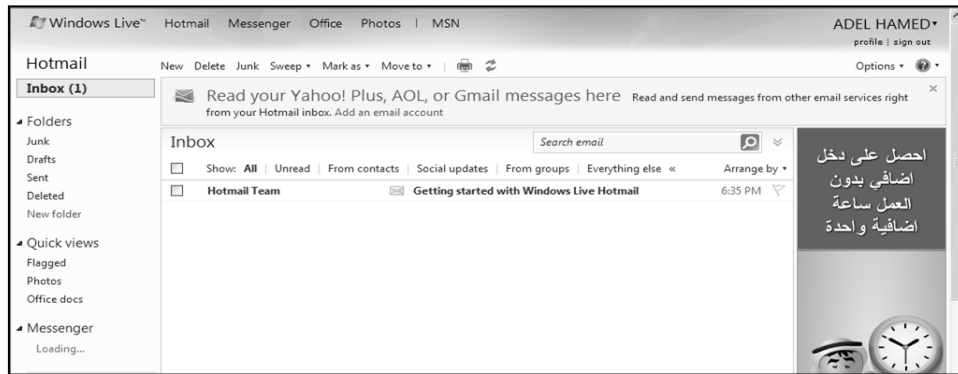 Windows Live™ Hotmail Messenger Office Photos | MSN
ADEL HAMED
profile | sign out
Hotmail
New Delete Junk Sweep Mark as Move to |
Options
Inbox (1)
Read your Yahoo! Plus, AOL, or Gmail messages here Read and send messages from other email services right
from your Hotmail inbox. Add an email account
Folders
Junk
Drafts
Sent
Deleted
New folder
Quick views
Flagged
Photos
Office docs
Messenger
Loading...
Inbox
Search email
Show: All | Unread | From contacts | Social updates | From groups | Everything else «
Arrange by
Hotmail Team Getting started with Windows Live Hotmail 6:35 PM
احصل على دخل
اضافي بدون
العمل ساعة
اضافية واحدة